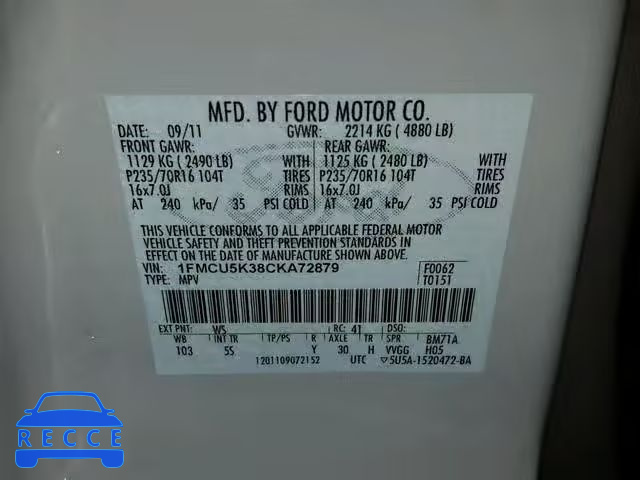 MFD. BY FORD MOTOR CO.
DATE: 09/11 GVWR: 2214 KG ( 4880 LB)
FRONT GAWR: REAR GAWR:
1129 KG ( 2490 LB) WITH 1125 KG ( 2480 LB) WITH
P235/70R16 104T TIRES P235/70R16 104T TIRES
16x7.0J RIMS 16x7.0J RIMS
AT 240 kPa/ 35 PSI COLD AT 240 kPa/ 35 PSI COLD
Ford
THIS VEHICLE CONFORMS TO ALL APPLICABLE FEDERAL MOTOR
VEHICLE SAFETY AND THEFT PREVENTION STANDARDS IN
EFFECT ON THE DATE OF MANUFACTURE SHOWN ABOVE.
VIN: 1FMCU5K38CKA72879 F0062
TYPE: MPV T0151
EXT PNT: WS RC: 41 DSO:
WB INT TR TP/PS R AXLE TR SPR BM71A
103 5S Y 30 H VVGG H05
1201109072152 UTC ▽5U5A-1520472-BA
AUTO
RECORDS
RECCE